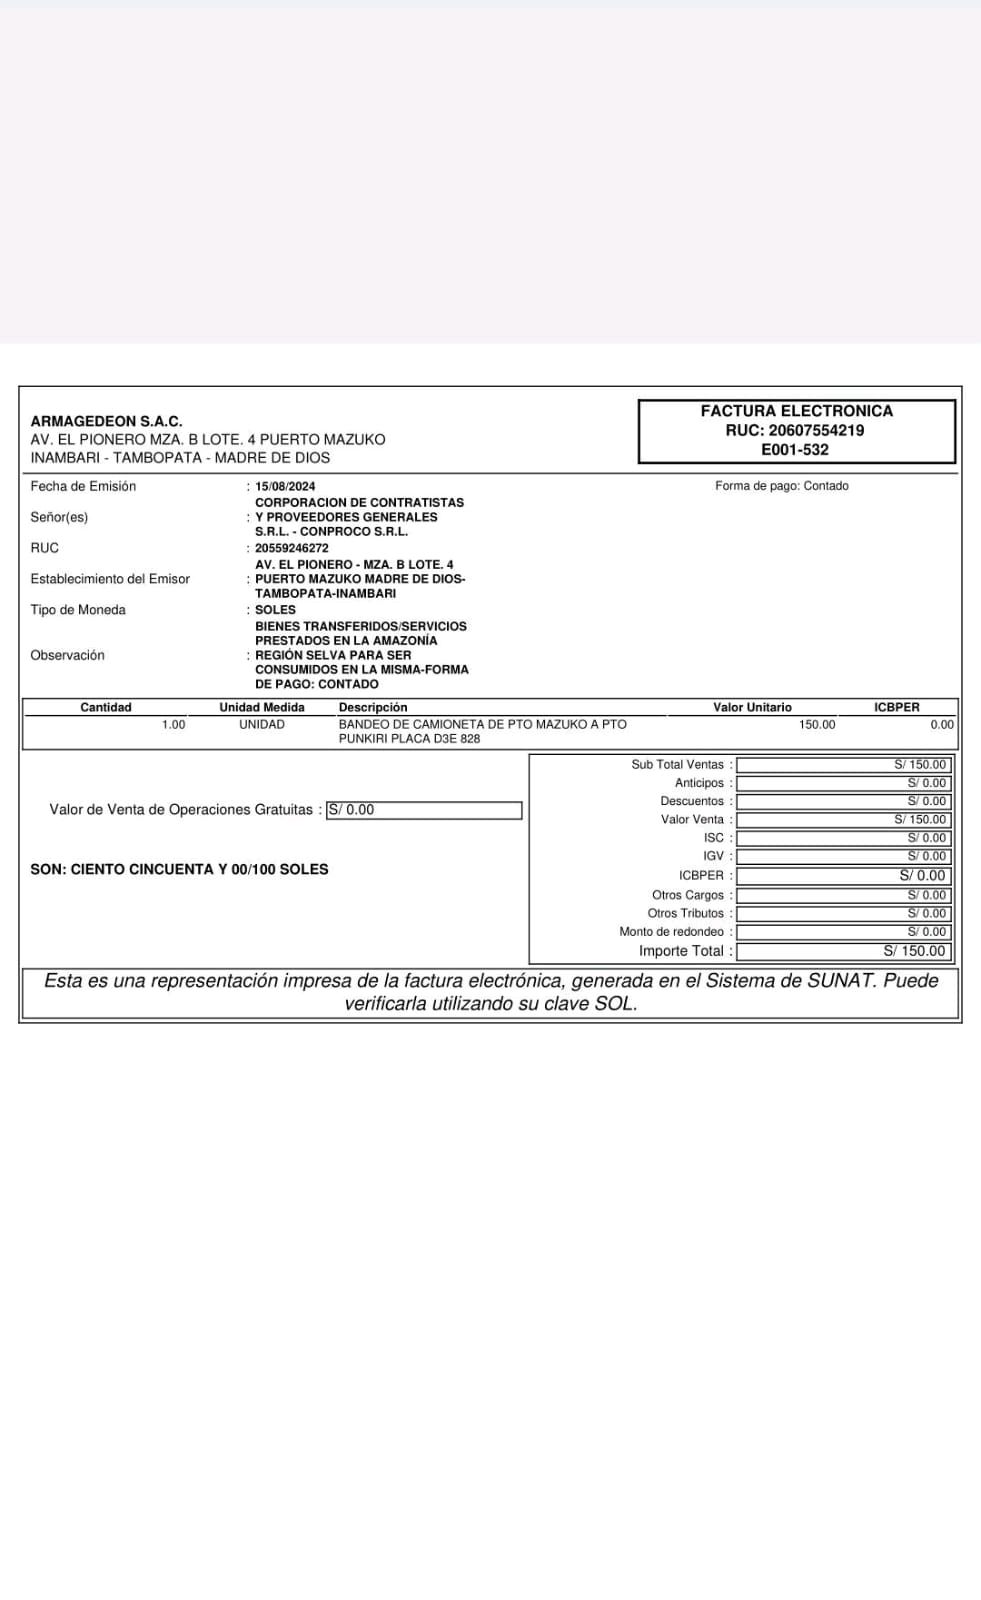 ARMAGEDEON S.A.C.
AV. EL PIONERO MZA. B LOTE. 4 PUERTO MAZUKO
INAMBARI - TAMBOPATA - MADRE DE DIOS
FACTURA ELECTRONICA
RUC: 20607554219
E001-532
Fecha de Emisión : 15/08/2024
Forma de pago: Contado
Señor(es) : CORPORACION DE CONTRATISTAS
Y PROVEEDORES GENERALES
S.R.L. - CONPROCO S.R.L.
RUC : 20559246272
Establecimiento del Emisor : AV. EL PIONERO - MZA. B LOTE. 4
PUERTO MAZUKO MADRE DE DIOS-
TAMBOPATA-INAMBARI
Tipo de Moneda : SOLES
Observación : BIENES TRANSFERIDOS/SERVICIOS
PRESTADOS EN LA AMAZONÍA
REGIÓN SELVA PARA SER
CONSUMIDOS EN LA MISMA-FORMA
DE PAGO: CONTADO
Cantidad Unidad Medida Descripción Valor Unitario ICBPER
1.00 UNIDAD BANDEO DE CAMIONETA DE PTO MAZUKO A PTO 150.00 0.00
PUNKIRI PLACA D3E 828
Valor de Venta de Operaciones Gratuitas : S/ 0.00
SON: CIENTO CINCUENTA Y 00/100 SOLES
Sub Total Ventas : S/ 150.00
Anticipos : S/ 0.00
Descuentos : S/ 0.00
Valor Venta : S/ 150.00
ISC : S/ 0.00
IGV : S/ 0.00
ICBPER : S/ 0.00
Otros Cargos : S/ 0.00
Otros Tributos : S/ 0.00
Monto de redondeo : S/ 0.00
Importe Total : S/ 150.00
Esta es una representación impresa de la factura electrónica, generada en el Sistema de SUNAT. Puede
verificarla utilizando su clave SOL.